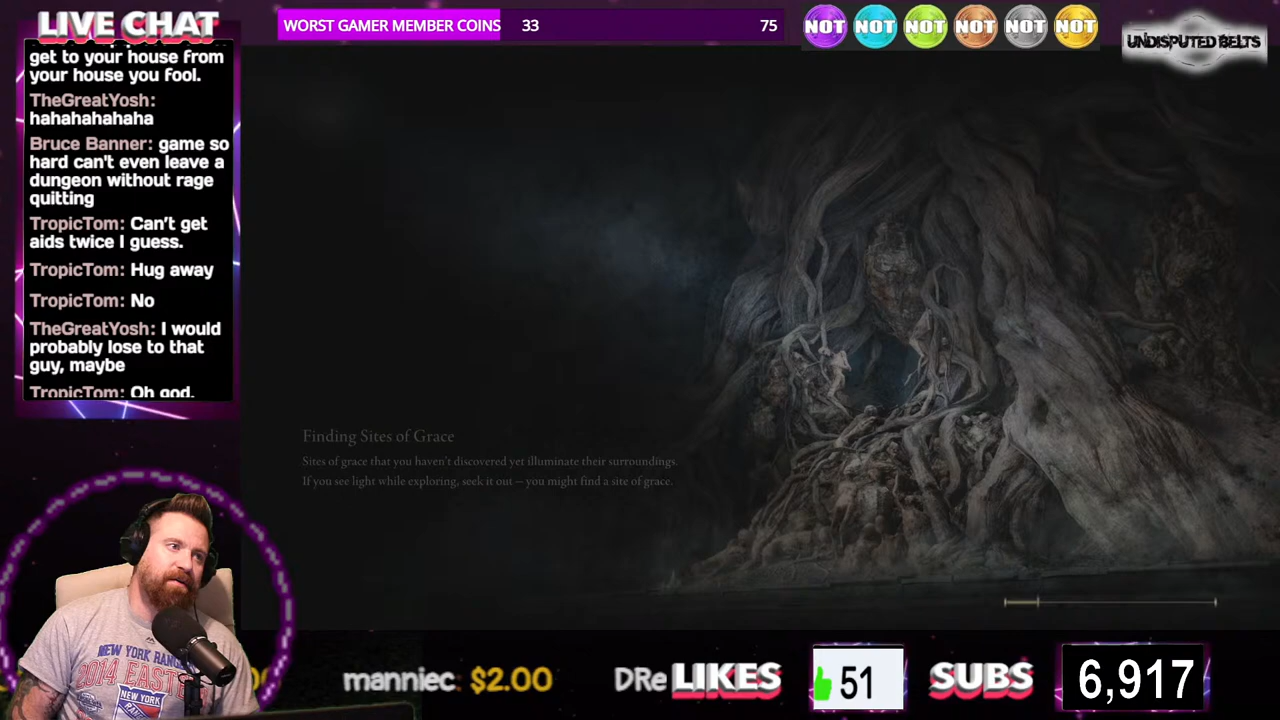 LIVE CHAT
get to your house from
your house you fool.
TheGreatYosh:
hahahahahaha
Bruce Banner: game so
hard can't even leave a
dungeon without rage
quitting
TropicTom: Can't get
aids twice I guess.
TropicTom: Hug away
TropicTom: No
TheGreatYosh: I would
probably lose to that
guy, maybe
TropicTom: Oh god.
WORST GAMER MEMBER COINS 33 75
NOT NOT NOT NOT NOT NOT
UNDISPUTED BELTS
Finding Sites of Grace
Sites of grace that you haven't discovered yet illuminate their surroundings.
If you see light while exploring, seek it out – you might find a site of grace.
NEW YORK RAN
2014 EASTE
NEW YORK
manniec $2.00 DRe LIKES 51 SUBS 6,917